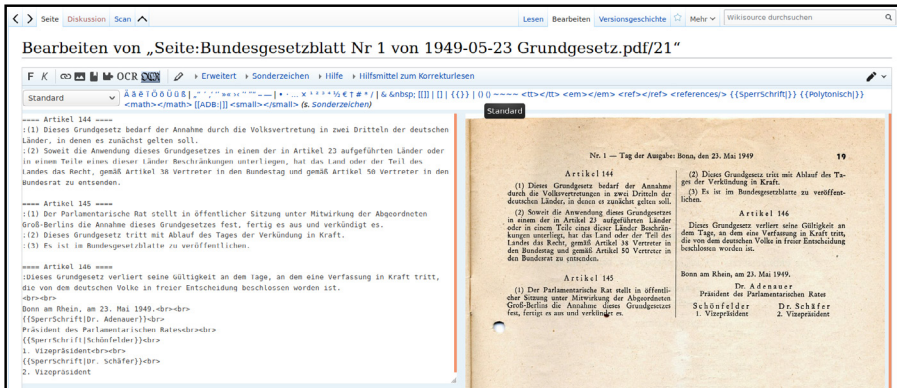 Seite Diskussion Scan Lesen Bearbeiten Versionsgeschichte Mehr Wikisource durchsuchen
Bearbeiten von „Seite:Bundesgesetzblatt Nr 1 von 1949-05-23 Grundgesetz.pdf/21“
F K OCR Erweitert Sonderzeichen Hilfe Hilfsmittel zum Korrekturlesen
Standard
<math></math> [[ADB:|]] <small></small> (s. Sonderzeichen)
Standard
==== Artikel 144 ====
:(1) Dieses Grundgesetz bedarf der Annahme durch die Volksvertretung in zwei Dritteln der deutschen
Länder, in denen es zunächst gelten soll.
:(2) Soweit die Anwendung dieses Grundgesetzes in einem der in Artikel 23 aufgeführten Länder oder
in einem Teile eines dieser Länder Beschränkungen unterliegen, hat das Land oder der Teil des
Landes das Recht, gemäß Artikel 38 Vertreter in den Bundestag und gemäß Artikel 50 Vertreter in den
Bundesrat zu entsenden.
==== Artikel 145 ====
:(1) Der Parlamentarische Rat stellt in öffentlicher Sitzung unter Mitwirkung der Abgeordneten
Groß-Berlins die Annahme dieses Grundgesetzes fest, fertig es aus und verkündigt es.
:(2) Dieses Grundgesetz tritt mit Ablauf des Tages der Verkündung in Kraft.
:(3) Es ist im Bundesgesetzblatte zu veröffentlichen.
==== Artikel 146 ====
:Dieses Grundgesetz verliert seine Gültigkeit an dem Tage, an dem eine Verfassung in Kraft tritt,
die von dem deutschen Volke in freier Entscheidung beschlossen worden ist.
<br><br>
Bonn am Rhein, am 23. Mai 1949.<br><br>
{{SperrSchrift|Dr. Adenauer}}<br>
Präsident des Parlamentarischen Rates<br><br>
{{SperrSchrift|Schönfelder}}<br>
1. Vizepräsident<br><br>
{{SperrSchrift|Dr. Schäfer}}<br>
2. Vizepräsident
Nr. 1 — Tag der Ausgabe: Bonn, den 23. Mai 1949 19
Artikel 144
(1) Dieses Grundgesetz bedarf der Annahme
durch die Volksvertretungen in zwei Dritteln der
deutschen Länder, in denen es zunächst gelten soll.
(2) Soweit die Anwendung dieses Grundgesetzes
in einem der in Artikel 23 aufgeführten Länder
oder in einem Teile eines dieser Länder Beschrän-
kungen unterliegt, hat das Land oder der Teil des
Landes das Recht, gemäß Artikel 38 Vertreter in
den Bundestag und gemäß Artikel 50 Vertreter in
den Bundesrat zu entsenden.
Artikel 145
(1) Der Parlamentarische Rat stellt in öffentli-
cher Sitzung unter Mitwirkung der Abgeordneten
Groß-Berlins die Annahme dieses Grundgesetzes
fest, fertigt es aus und verkündet es.
(2) Dieses Grundgesetz tritt mit Ablauf des Ta-
ges der Verkündung in Kraft.
(3) Es ist im Bundesgesetzblatte zu veröffent-
lichen.
Artikel 146
Dieses Grundgesetz verliert seine Gültigkeit an
dem Tage, an dem eine Verfassung in Kraft tritt,
die von dem deutschen Volke in freier Entscheidung
beschlossen worden ist.
Bonn am Rhein, am 23. Mai 1949.
Dr. Adenauer
Präsident des Parlamentarischen Rates
Schönfelder Dr. Schäfer
1. Vizepräsident 2. Vizepräsident